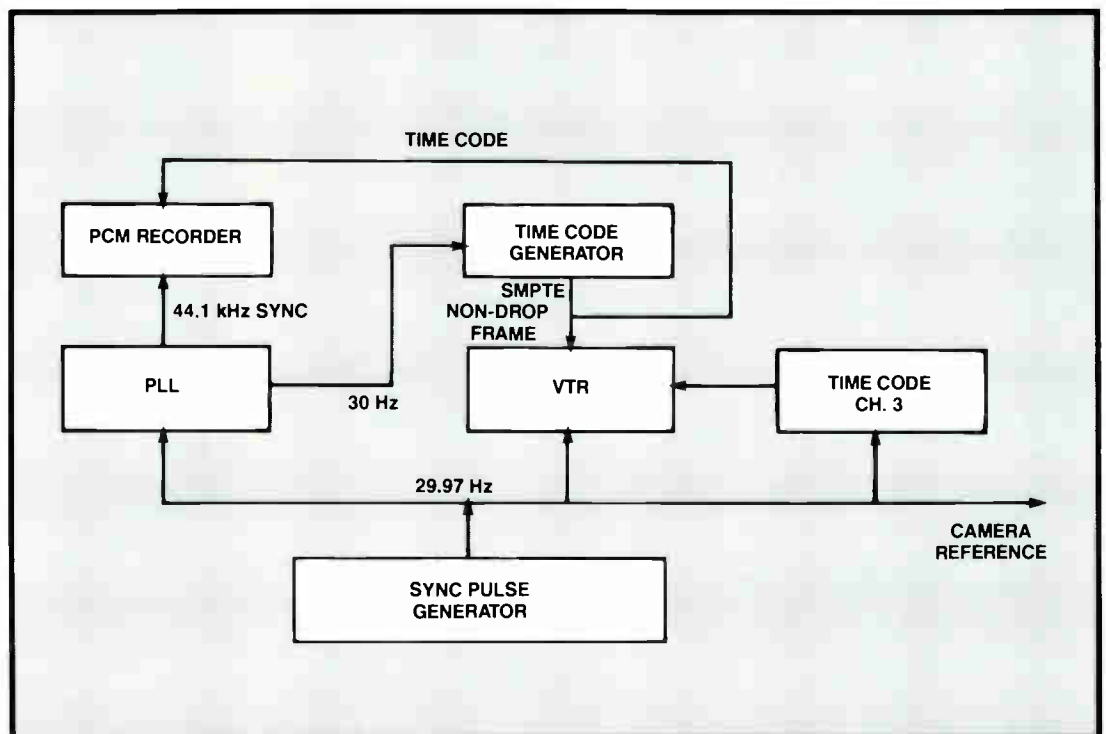 TIME CODE
PCM RECORDER
TIME CODE
GENERATOR
44.1 kHz SYNC
SMPTE
NON-DROP
FRAME
PLL
30 Hz
VTR
TIME CODE
CH. 3
29.97 Hz
CAMERA
REFERENCE
SYNC PULSE
GENERATOR